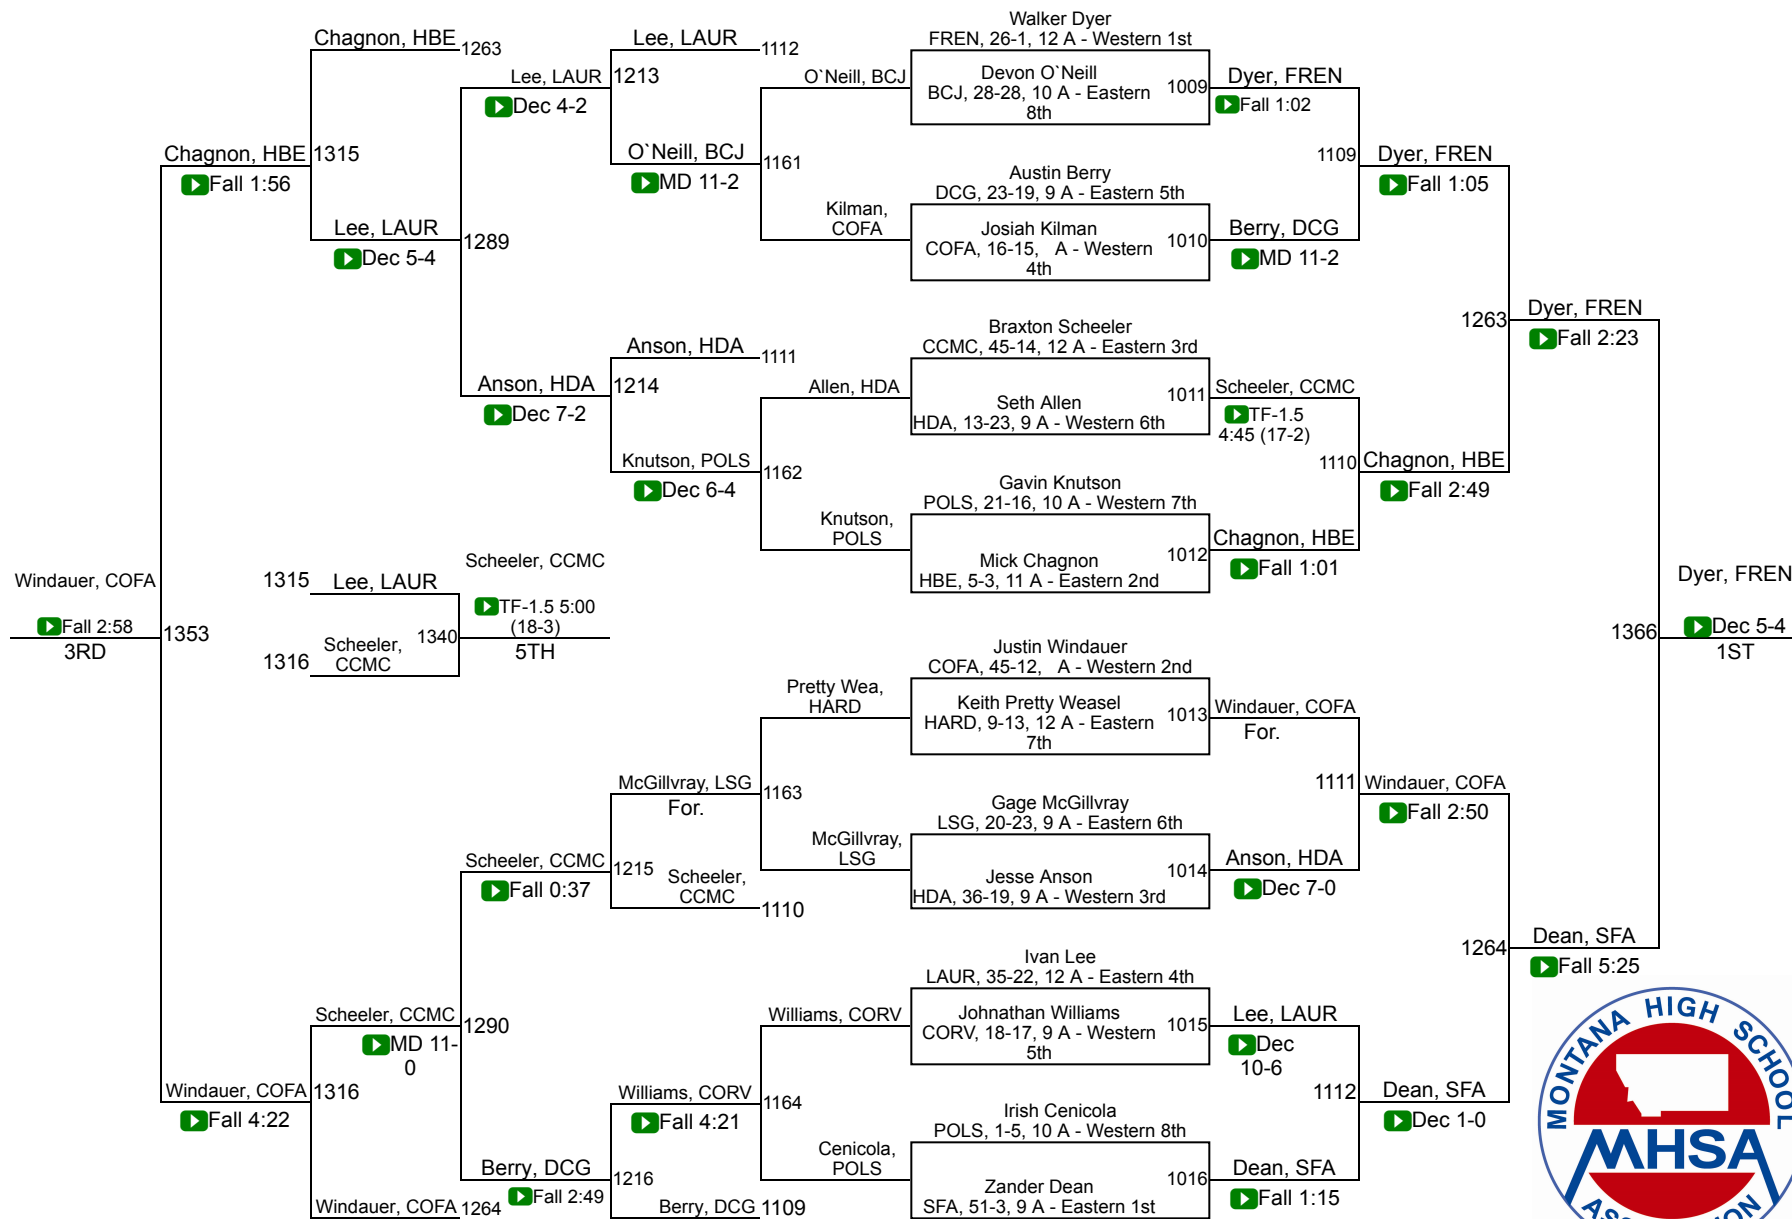 Walker Dyer
FREN, 26-1, 12 A - Western 1st
Chagnon, HBE
1263
Lee, LAUR
1112
Lee, LAUR
1213
Dec 4-2
O`Neill, BCJ
Devon O`Neill
BCJ, 28-28, 10 A - Eastern
8th
1009
Dyer, FREN
Fall 1:02
Chagnon, HBE
1315
Fall 1:56
O`Neill, BCJ
1161
MD 11-2
1109
Dyer, FREN
Fall 1:05
Austin Berry
DCG, 23-19, 9 A - Eastern 5th
Kilman,
COFA
Josiah Kilman
COFA, 16-15, A - Western
4th
1010
Berry, DCG
MD 11-2
Lee, LAUR
1289
Dec 5-4
Braxton Scheeler
CCMC, 45-14, 12 A - Eastern 3rd
1263
Dyer, FREN
Fall 2:23
Anson, HDA
1111
Anson, HDA
1214
Dec 7-2
Allen, HDA
Seth Allen
HDA, 13-23, 9 A - Western 6th
1011
Scheeler, CCMC
TF-1.5
4:45 (17-2)
Knutson, POLS
1162
Dec 6-4
1110
Chagnon, HBE
Fall 2:49
Gavin Knutson
POLS, 21-16, 10 A - Western 7th
Knutson,
POLS
Mick Chagnon
HBE, 5-3, 11 A - Eastern 2nd
1012
Chagnon, HBE
Fall 1:01
Windauer, COFA
Fall 2:58
3RD
1353
1315
Lee, LAUR
1316
Scheeler,
CCMC
1340
Scheeler, CCMC
TF-1.5 5:00
(18-3)
5TH
Dyer, FREN
1366
Dec 5-4
1ST
Justin Windauer
COFA, 45-12, A - Western 2nd
Pretty Wea,
HARD
Keith Pretty Weasel
HARD, 9-13, 12 A - Eastern
7th
1013
Windauer, COFA
For.
McGillvray, LSG
1163
For.
1111
Windauer, COFA
Fall 2:50
Gage McGillvray
LSG, 20-23, 9 A - Eastern 6th
McGillvray,
LSG
Jesse Anson
HDA, 36-19, 9 A - Western 3rd
1014
Anson, HDA
Dec 7-0
Scheeler, CCMC
1215
Fall 0:37
Scheeler,
CCMC
1110
1264
Dean, SFA
Fall 5:25
Ivan Lee
LAUR, 35-22, 12 A - Eastern 4th
Scheeler, CCMC
1290
MD 11-
0
Williams, CORV
Johnathan Williams
CORV, 18-17, 9 A - Western
5th
1015
Lee, LAUR
Dec
10-6
Windauer, COFA
1316
Fall 4:22
Williams, CORV
1164
Fall 4:21
1112
Dean, SFA
Dec 1-0
Irish Cenicola
POLS, 1-5, 10 A - Western 8th
Cenicola,
POLS
Zander Dean
SFA, 51-3, 9 A - Eastern 1st
1016
Dean, SFA
Fall 1:15
Berry, DCG
1216
Fall 2:49
Windauer, COFA
1264
Berry, DCG
1109
MONTANA HIGH SCHOOL
MHSA